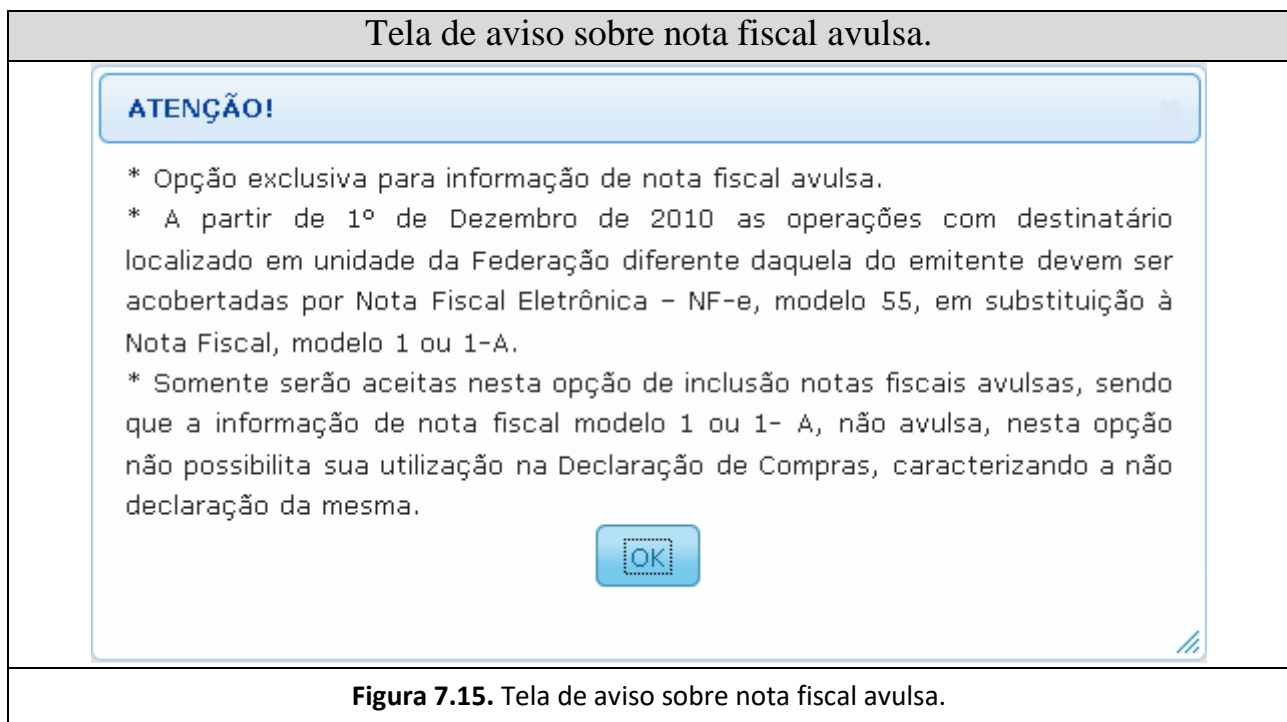 Tela de aviso sobre nota fiscal avulsa.
ATENÇÃO!
* Opção exclusiva para informação de nota fiscal avulsa.
* A partir de 1º de Dezembro de 2010 as operações com destinatário
localizado em unidade da Federação diferente daquela do emitente devem ser
acobertadas por Nota Fiscal Eletrônica – NF-e, modelo 55, em substituição à
Nota Fiscal, modelo 1 ou 1-A.
* Somente serão aceitas nesta opção de inclusão notas fiscais avulsas, sendo
que a informação de nota fiscal modelo 1 ou 1- A, não avulsa, nesta opção
não possibilita sua utilização na Declaração de Compras, caracterizando a não
declaração da mesma.
OK
Figura 7.15. Tela de aviso sobre nota fiscal avulsa.